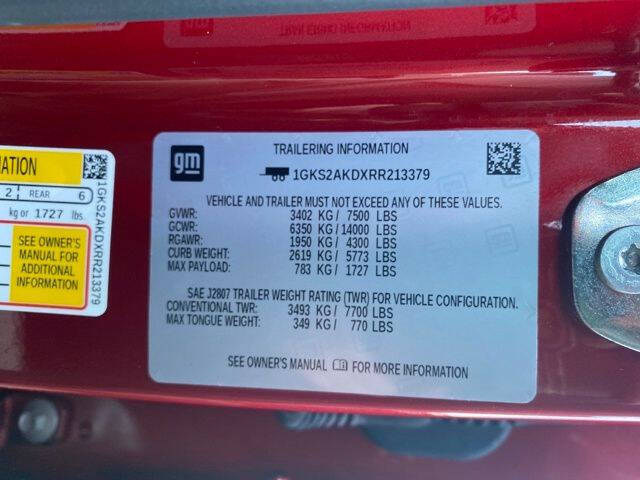 MATION
2 REAR 6
kg or 1727 lbs.
SEE OWNER'S
MANUAL FOR
ADDITIONAL
INFORMATION
1GKS2AKDXRR213379
gm
TRAILERING INFORMATION
1GKS2AKDXRR213379
VEHICLE AND TRAILER MUST NOT EXCEED ANY OF THESE VALUES.
GVWR: 3402 KG / 7500 LBS
GCWR: 6350 KG / 14000 LBS
RGAWR: 1950 KG / 4300 LBS
CURB WEIGHT: 2619 KG / 5773 LBS
MAX PAYLOAD: 783 KG / 1727 LBS
SAE J2807 TRAILER WEIGHT RATING (TWR) FOR VEHICLE CONFIGURATION.
CONVENTIONAL TWR: 3493 KG / 7700 LBS
MAX TONGUE WEIGHT: 349 KG / 770 LBS
SEE OWNER'S MANUAL FOR MORE INFORMATION